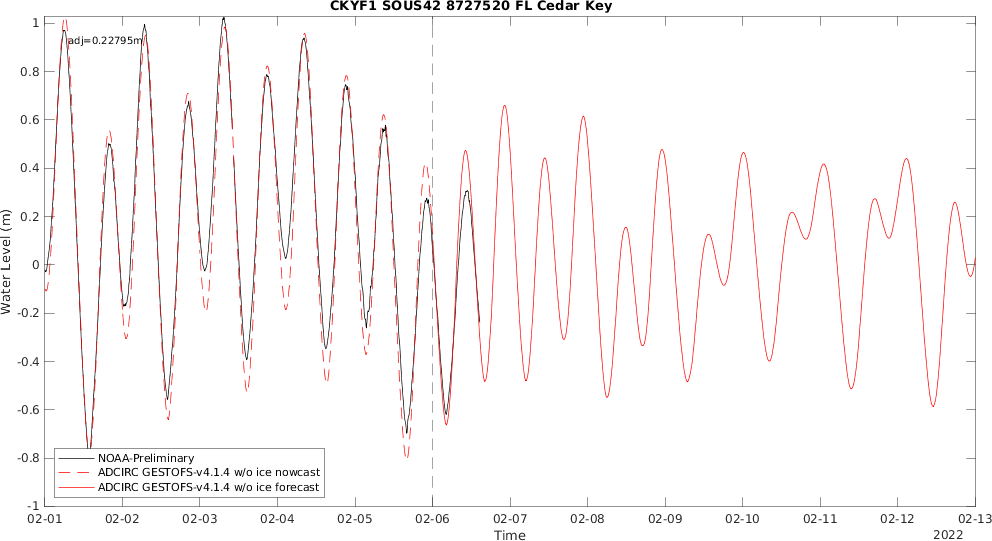 CKYF1 SOUS42 8727520 FL Cedar Key
adj=0.22795m
Water Level (m)
1
0.8
0.6
0.4
0.2
0
-0.2
-0.4
-0.6
-0.8
-1
NOAA-Preliminary
ADCIRC GESTOFS-v4.1.4 w/o ice nowcast
ADCIRC GESTOFS-v4.1.4 w/o ice forecast
02-01 02-02 02-03 02-04 02-05 02-06 02-07 02-08 02-09 02-10 02-11 02-12 02-13
Time
2022